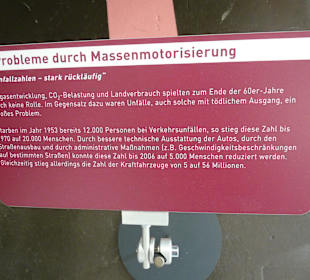 Probleme durch Massenmotorisierung
nfallzahlen – stark rückläufig"
gasentwicklung, CO₂-Belastung und Landverbrauch spielten zum Ende der 60er-Jahre
ch keine Rolle. Im Gegensatz dazu waren Unfälle, auch solche mit tödlichem Ausgang, ein
oßes Problem.
tarben im Jahr 1953 bereits 12.000 Personen bei Verkehrsunfällen, so stieg diese Zahl bis
1970 auf 20.000 Menschen. Durch bessere technische Ausstattung der Autos, durch den
Straßenausbau und durch administrative Maßnahmen (z.B. Geschwindigkeitsbeschränkungen
auf bestimmten Straßen) konnte diese Zahl bis 2006 auf 5.000 Menschen reduziert werden.
Gleichzeitig stieg allerdings die Zahl der Kraftfahrzeuge von 5 auf 56 Millionen.